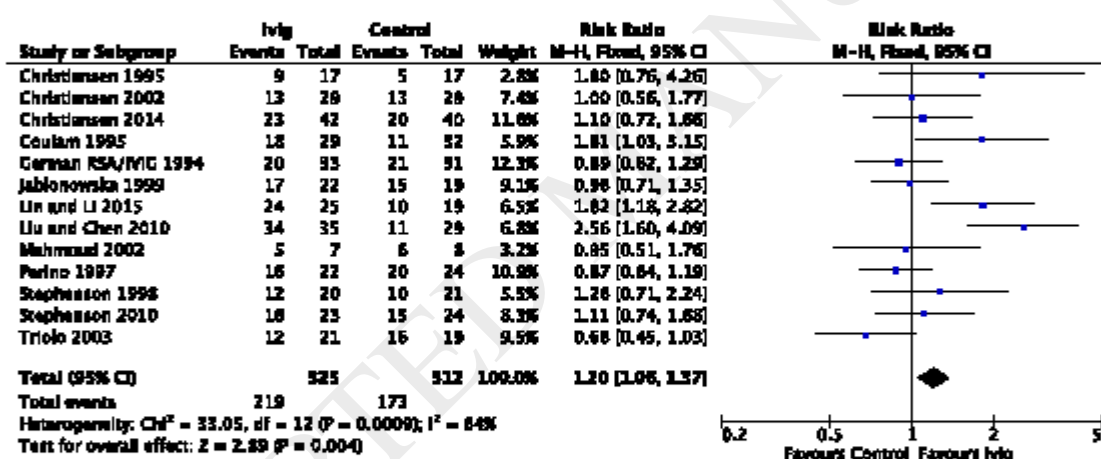 Ivig Control Risk Ratio Risk Ratio
Study or Subgroup Events Total Events Total Weight M-H, Fixed, 95% CI M-H, Fixed, 95% CI
Christiansen 1995 9 17 5 17 2.8% 1.80 [0.76, 4.26]
Christiansen 2002 13 29 13 29 7.4% 1.00 [0.56, 1.77]
Christiansen 2014 23 42 20 40 11.6% 1.10 [0.72, 1.66]
Coulam 1995 18 29 11 32 5.9% 1.81 [1.03, 3.15]
German RSA/IVIG 1994 20 33 21 31 12.3% 0.89 [0.62, 1.29]
Jablonowska 1999 17 22 15 19 9.1% 0.98 [0.71, 1.35]
Lin and Li 2015 24 25 10 19 6.5% 1.82 [1.18, 2.82]
Liu and Chen 2010 34 35 11 29 6.8% 2.56 [1.60, 4.09]
Mahmoud 2002 5 7 6 8 3.2% 0.95 [0.51, 1.76]
Perino 1997 16 22 20 24 10.9% 0.87 [0.64, 1.19]
Stephenson 1998 12 20 10 21 5.5% 1.26 [0.71, 2.24]
Stephenson 2010 16 23 15 24 8.3% 1.11 [0.74, 1.68]
Triolo 2003 12 21 16 19 9.5% 0.68 [0.45, 1.03]
Total (95% CI) 325 312 100.0% 1.20 [1.06, 1.37]
Total events 219 173
Heterogeneity: Chi² = 33.05, df = 12 (P = 0.0009); I² = 64%
Test for overall effect: Z = 2.89 (P = 0.004)
0.2 0.5 1 2 5
Favours Control Favours Ivig
TED MAN